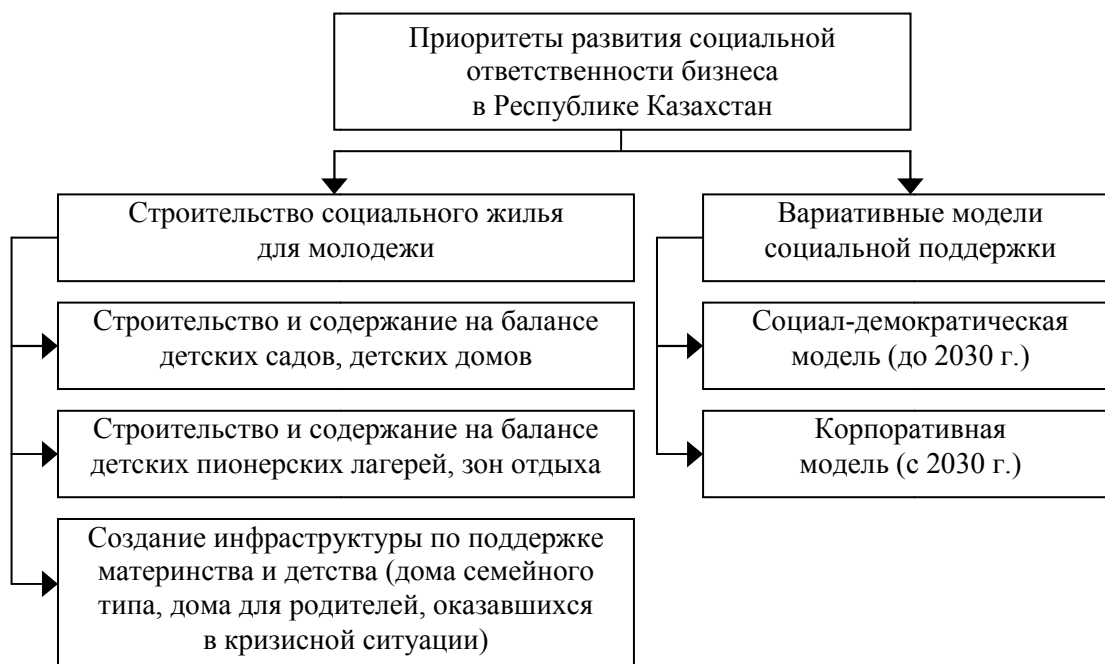 Приоритеты развития социальной
ответственности бизнеса
в Республике Казахстан
Строительство социального жилья
для молодежи
Строительство и содержание на балансе
детских садов, детских домов
Строительство и содержание на балансе
детских пионерских лагерей, зон отдыха
Создание инфраструктуры по поддержке
материнства и детства (дома семейного
типа, дома для родителей, оказавшихся
в кризисной ситуации)
Вариативные модели
социальной поддержки
Социал-демократическая
модель (до 2030 г.)
Корпоративная
модель (с 2030 г.)